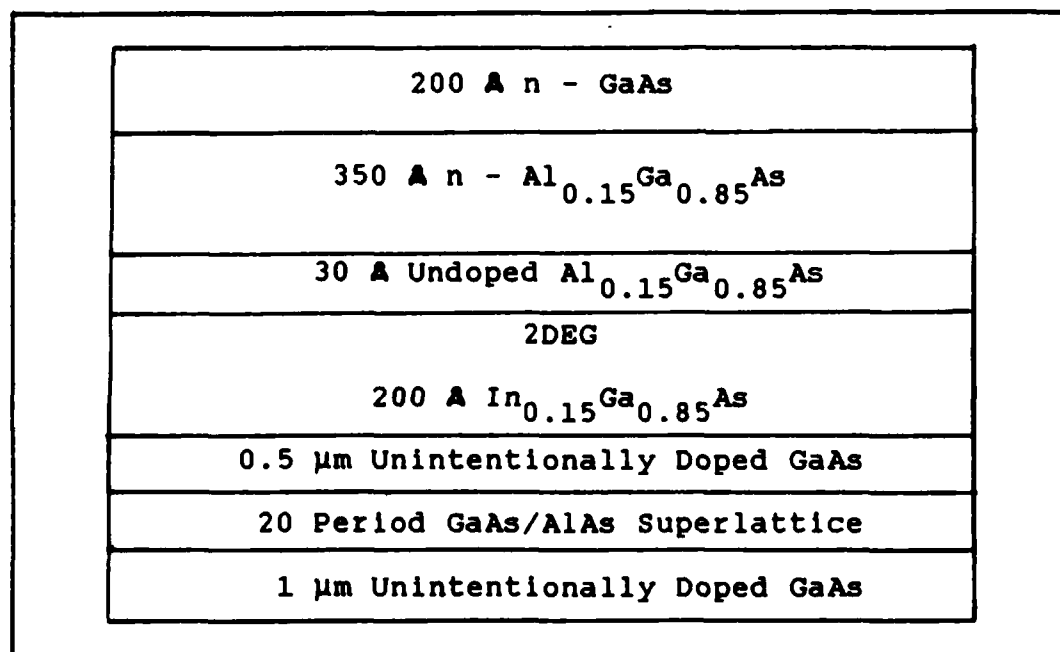 200 Å n - GaAs
350 Å n - Al0.15Ga0.85As
30 Å Undoped Al0.15Ga0.85As
2DEG
200 Å In0.15Ga0.85As
0.5 µm Unintentionally Doped GaAs
20 Period GaAs/AlAs Superlattice
1 µm Unintentionally Doped GaAs